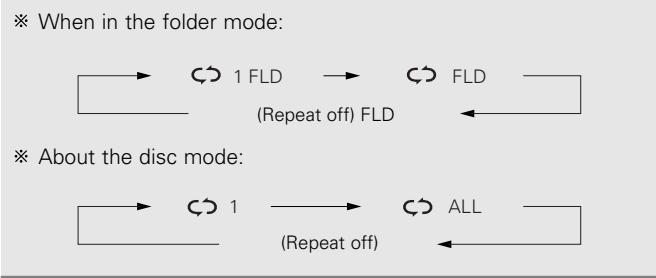 ※ When in the folder mode:
1 FLD FLD
(Repeat off) FLD
※ About the disc mode:
1 ALL
(Repeat off)